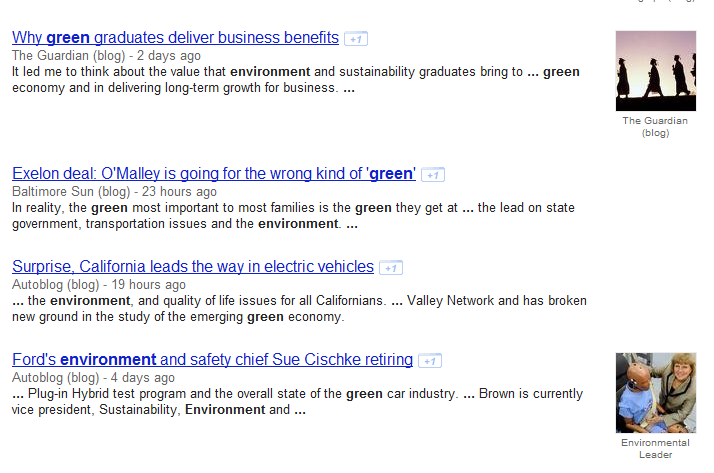 Why green graduates deliver business benefits +1
The Guardian (blog) - 2 days ago
It led me to think about the value that environment and sustainability graduates bring to ... green
economy and in delivering long-term growth for business. ...
The Guardian
(blog)
Exelon deal: O'Malley is going for the wrong kind of 'green' +1
Baltimore Sun (blog) - 23 hours ago
In reality, the green most important to most families is the green they get at ... the lead on state
government, transportation issues and the environment. ...
Surprise, California leads the way in electric vehicles +1
Autoblog (blog) - 19 hours ago
... the environment, and quality of life issues for all Californians. ... Valley Network and has broken
new ground in the study of the emerging green economy.
Ford's environment and safety chief Sue Cischke retiring +1
Autoblog (blog) - 4 days ago
... Plug-in Hybrid test program and the overall state of the green car industry. ... Brown is currently
vice president, Sustainability, Environment and ...
Environmental
Leader